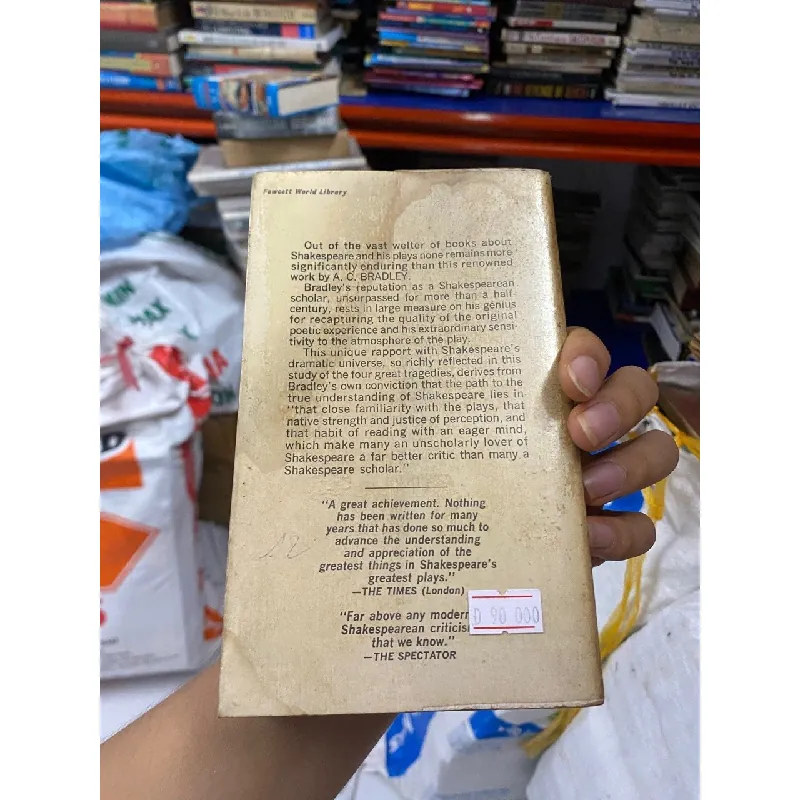 Fawcett World Library
Out of the vast welter of books about
Shakespeare and his plays none remains more
significantly enduring than this renowned
work by A. C. BRADLEY.
Bradley's reputation as a Shakespearean
scholar, unsurpassed for more than a half
century, rests in large measure on his genius
for recapturing the quality of the original
poetic experience and his extraordinary sensi-
tivity to the atmosphere of the play.
This unique rapport with Shakespeare's
dramatic universe, so richly reflected in this
study of the four great tragedies, derives from
Bradley's own conviction that the path to the
true understanding of Shakespeare lies in
"that close familiarity with the plays, that
native strength and justice of perception, and
that habit of reading with an eager mind,
which make many an unscholarly lover of
Shakespeare a far better critic than many a
Shakespeare scholar."
"A great achievement. Nothing
has been written for many
years that has done so much to
advance the understanding
and appreciation of the
greatest things in Shakespeare's
greatest plays."
—THE TIMES (London)
"Far above any modern
Shakespearean criticism
that we know."
—THE SPECTATOR
0 90 000